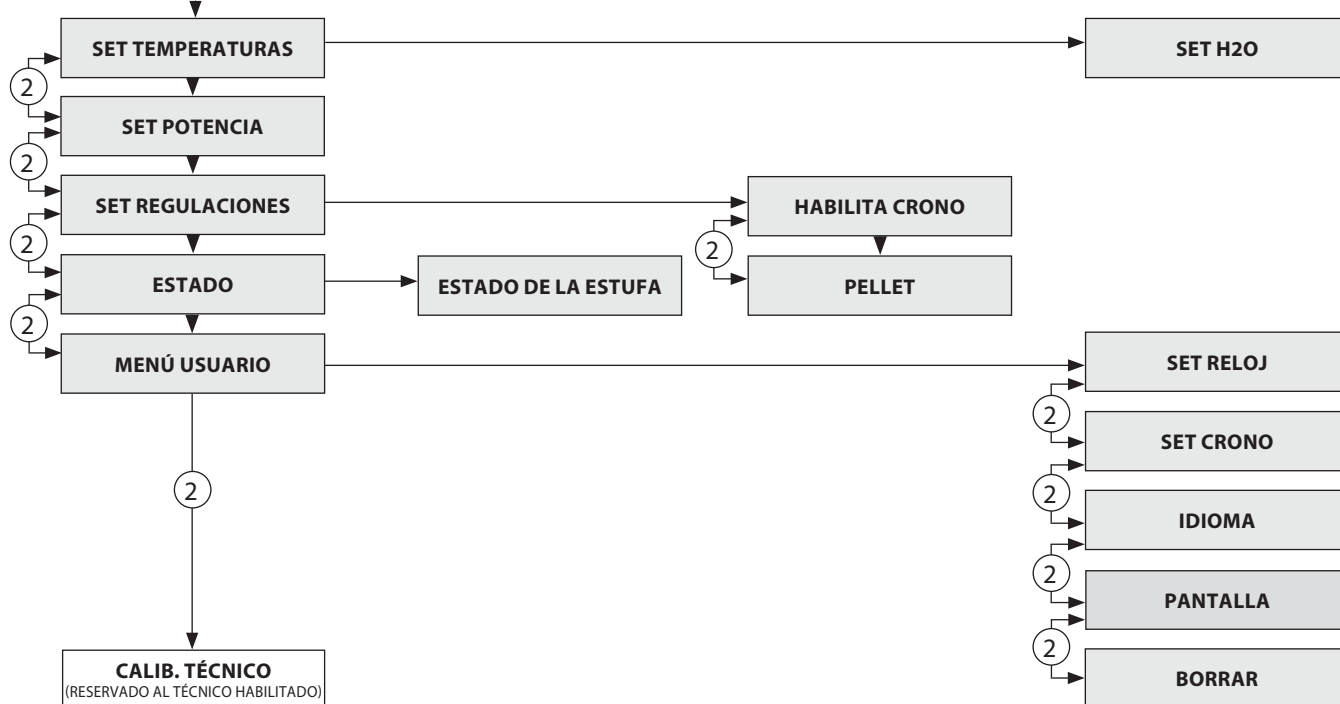 SET TEMPERATURAS
SET H2O
2
SET POTENCIA
2
SET REGULACIONES
HABILITA CRONO
2
2
ESTADO
ESTADO DE LA ESTUFA
PELLET
2
MENÚ USUARIO
SET RELOJ
2
SET CRONO
2
2
IDIOMA
2
PANTALLA
2
CALIB. TÉCNICO
(RESERVADO AL TÉCNICO HABILITADO)
BORRAR